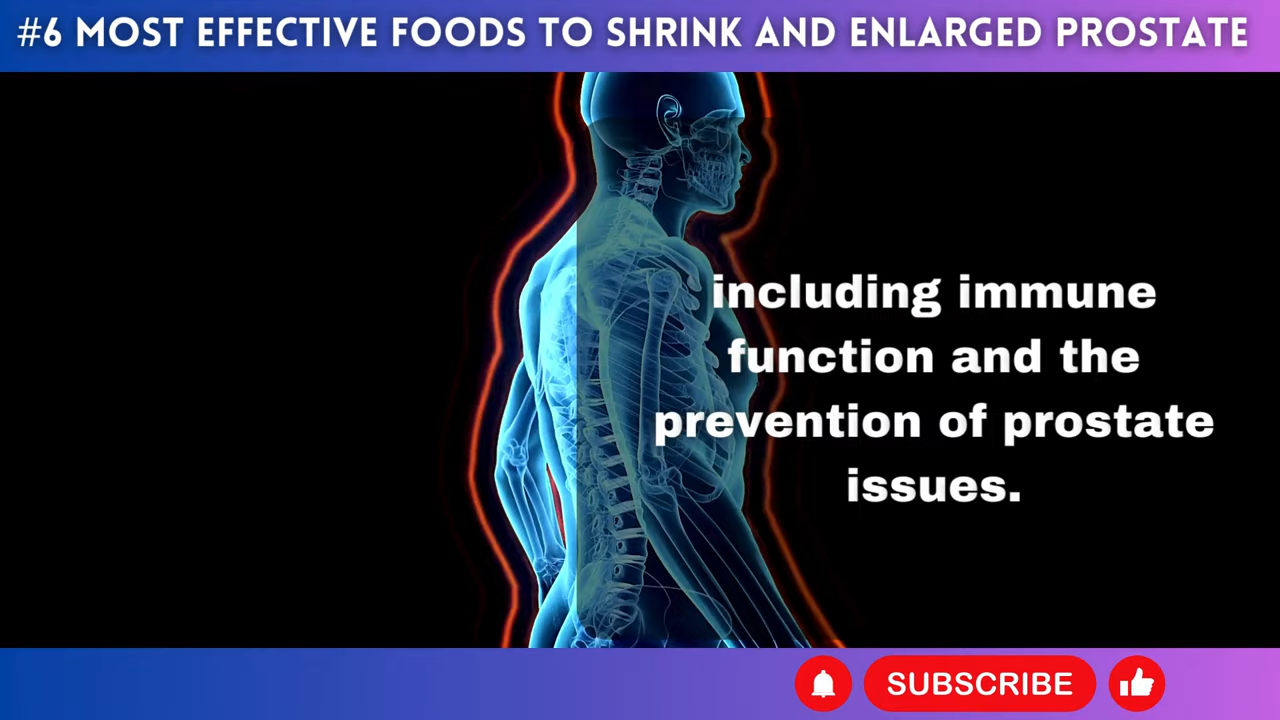 #6 MOST EFFECTIVE FOODS TO SHRINK AND ENLARGED PROSTATE
including immune
function and the
prevention of prostate
issues.
SUBSCRIBE